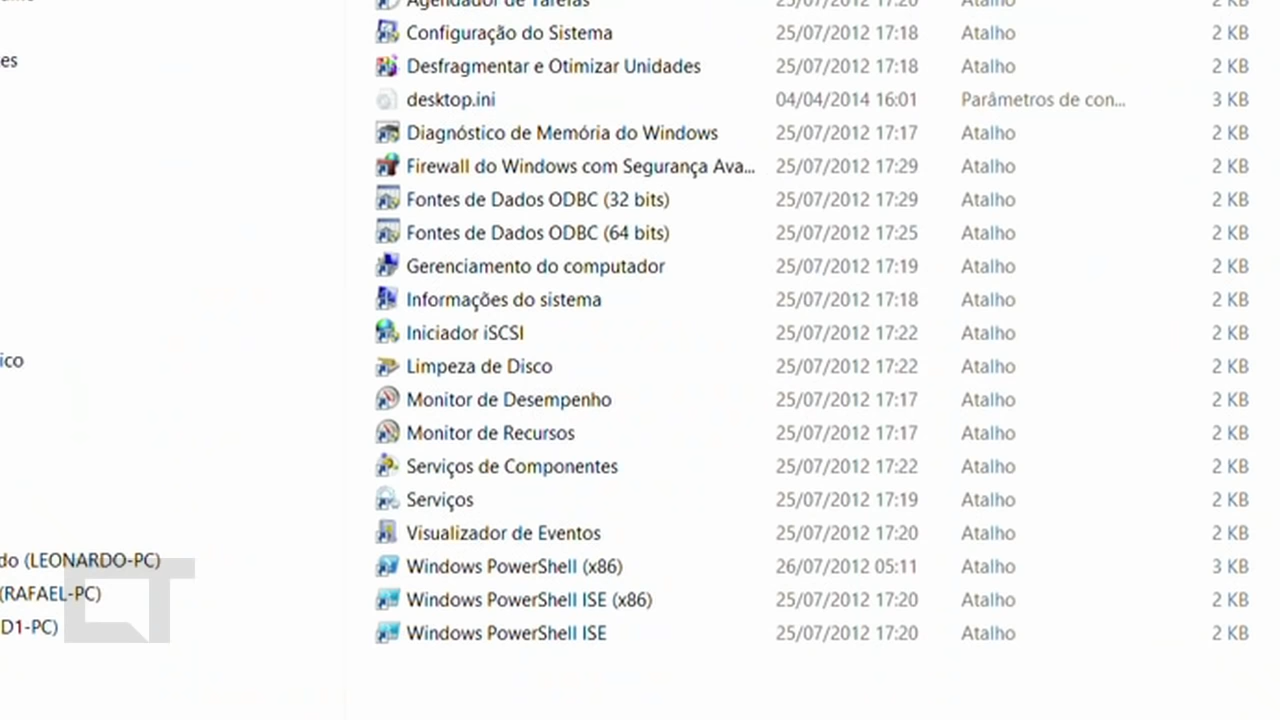 Agendador de Tarefas 25/07/2012 17:20 Atalho 2 KB
Configuração do Sistema 25/07/2012 17:18 Atalho 2 KB
es
Desfragmentar e Otimizar Unidades 25/07/2012 17:18 Atalho 2 KB
desktop.ini 04/04/2014 16:01 Parâmetros de con... 3 KB
Diagnóstico de Memória do Windows 25/07/2012 17:17 Atalho 2 KB
Firewall do Windows com Segurança Ava... 25/07/2012 17:29 Atalho 2 KB
Fontes de Dados ODBC (32 bits) 25/07/2012 17:29 Atalho 2 KB
Fontes de Dados ODBC (64 bits) 25/07/2012 17:25 Atalho 2 KB
Gerenciamento do computador 25/07/2012 17:19 Atalho 2 KB
Informações do sistema 25/07/2012 17:18 Atalho 2 KB
Iniciador iSCSI 25/07/2012 17:22 Atalho 2 KB
ico
Limpeza de Disco 25/07/2012 17:22 Atalho 2 KB
Monitor de Desempenho 25/07/2012 17:17 Atalho 2 KB
Monitor de Recursos 25/07/2012 17:17 Atalho 2 KB
Serviços de Componentes 25/07/2012 17:22 Atalho 2 KB
Serviços 25/07/2012 17:19 Atalho 2 KB
Visualizador de Eventos 25/07/2012 17:20 Atalho 2 KB
do (LEONARDO-PC)
Windows PowerShell (x86) 26/07/2012 05:11 Atalho 3 KB
(RAFAEL-PC)
Windows PowerShell ISE (x86) 25/07/2012 17:20 Atalho 2 KB
D1-PC)
Windows PowerShell ISE 25/07/2012 17:20 Atalho 2 KB